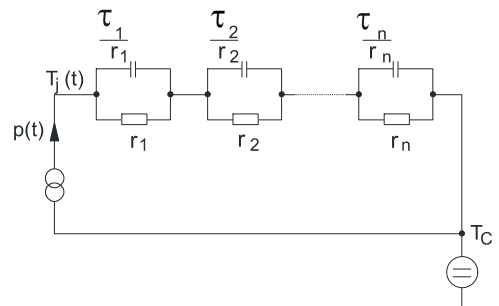 τ1 τ2 τn
r1 r2 rn
Tj (t)
p(t)
r1 r2 rn
TC